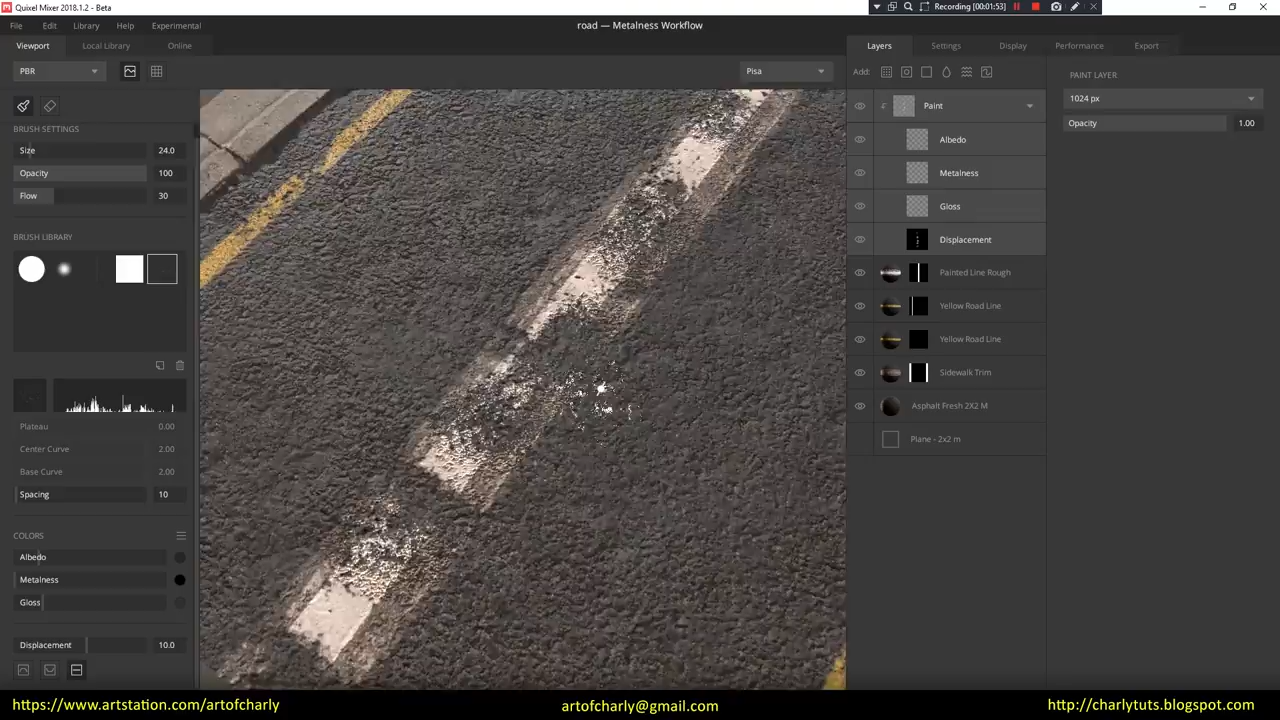 Quixel Mixer 2018.1.2 - Beta
Recording [00:01:53]
File Edit Library Help Experimental
road — Metalness Workflow
Viewport Local Library Online
Layers Settings Display Performance Export
PBR
Pisa
Add:
PAINT LAYER
1024 px
Opacity 1.00
BRUSH SETTINGS
Size 24.0
Opacity 100
Flow 30
BRUSH LIBRARY
Plateau 0.00
Center Curve 2.00
Base Curve 2.00
Spacing 10
COLORS
Albedo
Metalness
Gloss
Displacement 10.0
Paint
Albedo
Metalness
Gloss
Displacement
Painted Line Rough
Yellow Road Line
Yellow Road Line
Sidewalk Trim
Asphalt Fresh 2X2 M
Plane - 2x2 m
https://www.artstation.com/artofcharly
artofcharly@gmail.com
http://charlytuts.blogspot.com